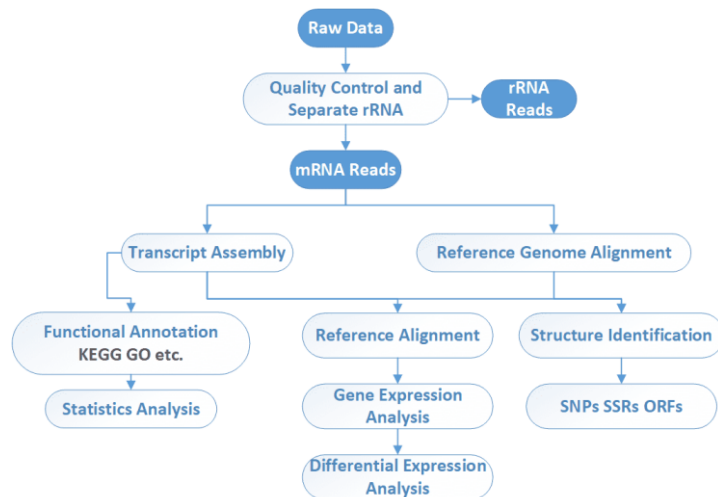 Raw Data
Quality Control and
Separate rRNA
rRNA
Reads
mRNA Reads
Transcript Assembly
Reference Genome Alignment
Functional Annotation
KEGG GO etc.
Reference Alignment
Structure Identification
Statistics Analysis
Gene Expression
Analysis
SNPs SSRs ORFs
Differential Expression
Analysis